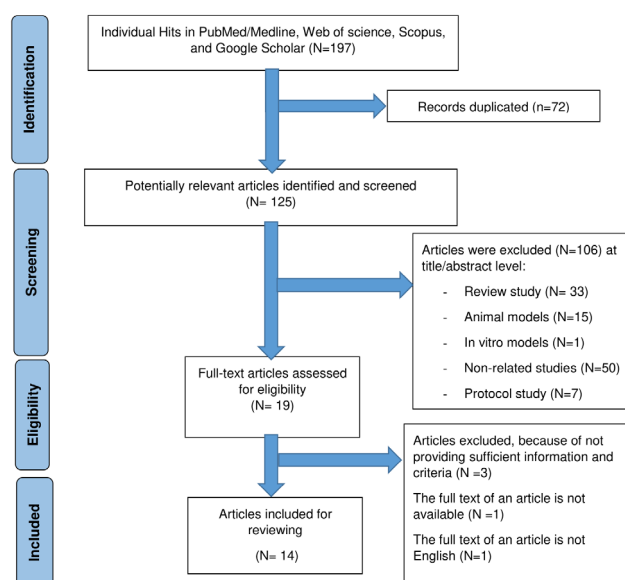 Individual Hits in PubMed/Medline, Web of science, Scopus,
and Google Scholar (N=197)
Identification
Records duplicated (n=72)
Potentially relevant articles identified and screened
(N= 125)
Screening
Articles were excluded (N=106) at
title/abstract level:
- Review study (N= 33)
- Animal models (N=15)
- In vitro models (N=1)
- Non-related studies (N=50)
- Protocol study (N=7)
Full-text articles assessed
for eligibility
(N= 19)
Eligibility
Articles excluded, because of not
providing sufficient information and
criteria (N =3)
The full text of an article is not
available (N =1)
The full text of an article is not
English (N=1)
Articles included for
reviewing
(N= 14)
Included